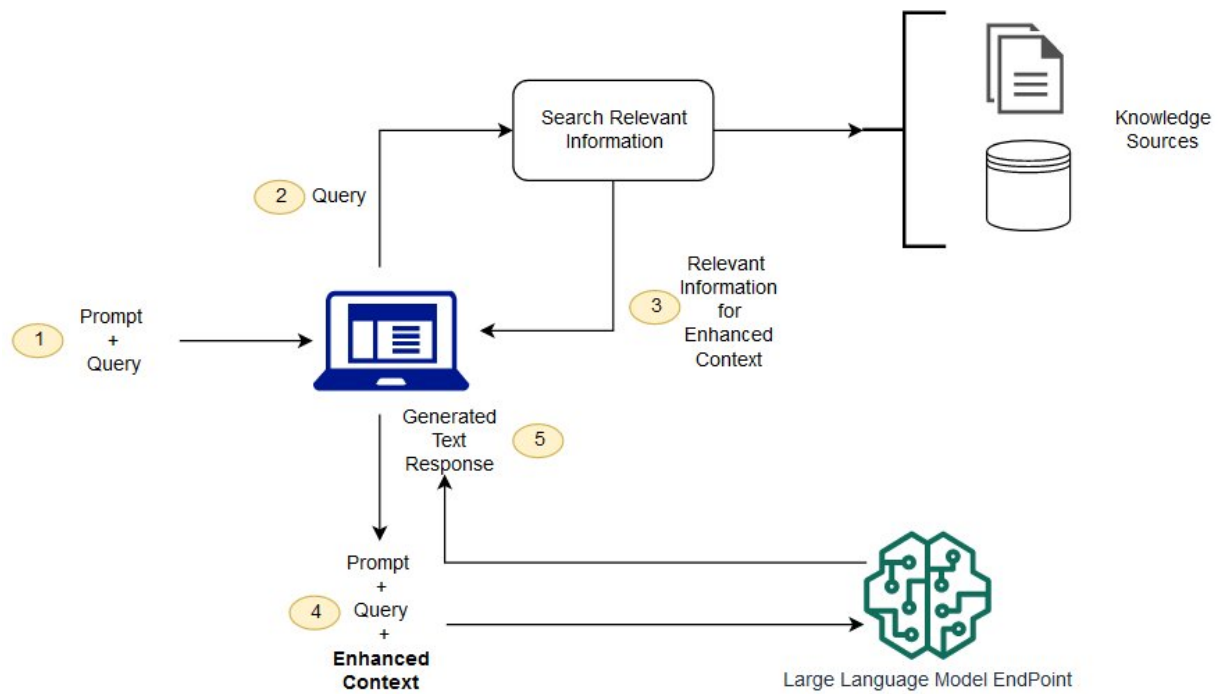 Search Relevant
Information
Knowledge
Sources
2
Query
Relevant
Information
for
Enhanced
Context
3
1
Prompt
+
Query
Generated
Text
Response
5
Prompt
+
Query
+
Enhanced
Context
4
Large Language Model EndPoint